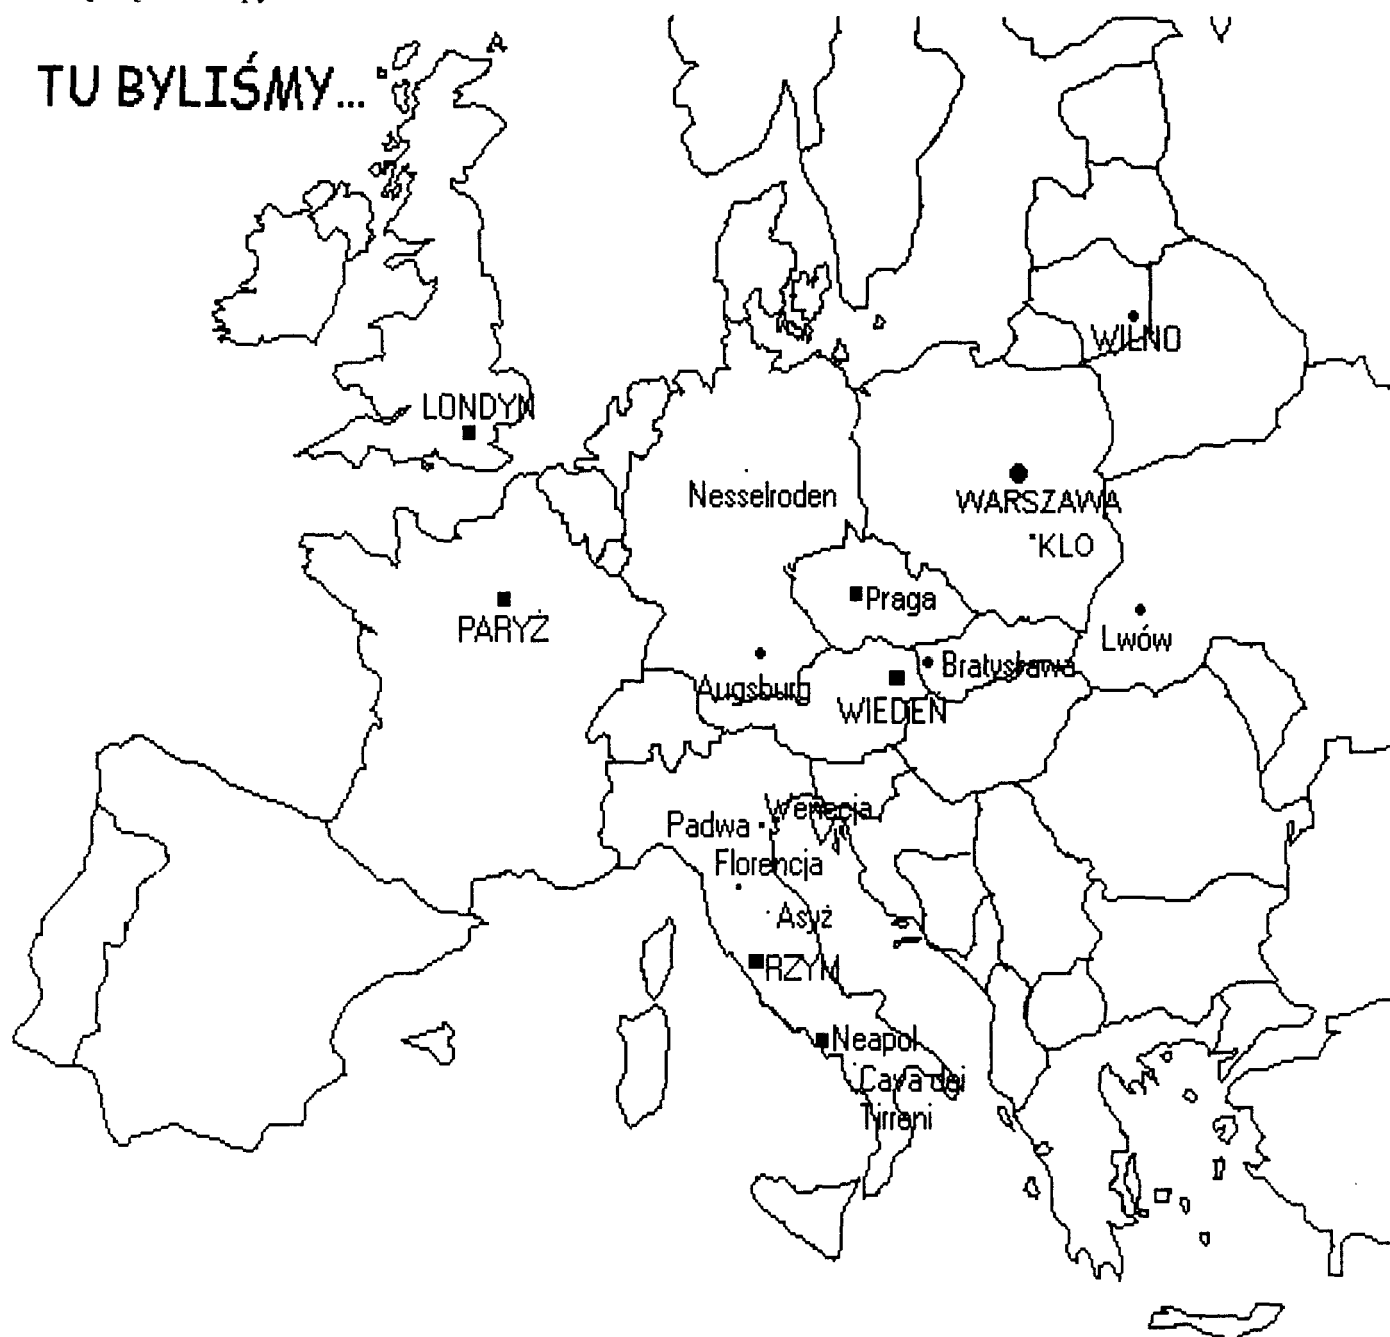 TU BYLIŚMY...
WILNO
LONDYN
Nesselroden
WARSZAWA
KLO
Praga
PARYŻ
Lwów
Bratysława
Augsburg
WIEDEŃ
Wenecja
Padwa
Florencja
Asyż
RZYM
Neapol
Cava dei
Tirreni